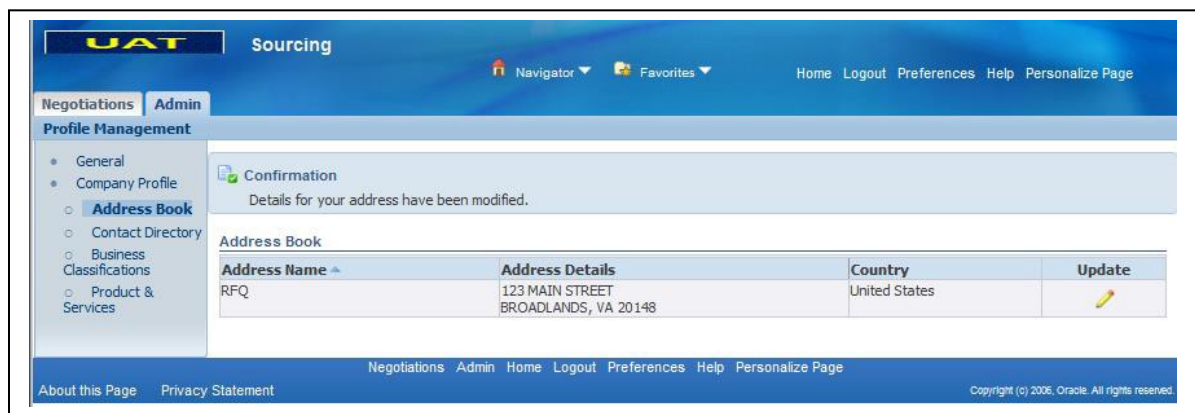 UAT Sourcing
Navigator Favorites Home Logout Preferences Help Personalize Page
Negotiations Admin
Profile Management
General
Company Profile
Address Book
Contact Directory
Business
Classifications
Product &
Services
Confirmation
Details for your address have been modified.
Address Book
Address Name Address Details Country Update
RFQ 123 MAIN STREET United States
BROADLANDS, VA 20148
Negotiations Admin Home Logout Preferences Help Personalize Page
About this Page Privacy Statement Copyright (c) 2006, Oracle. All rights reserved.